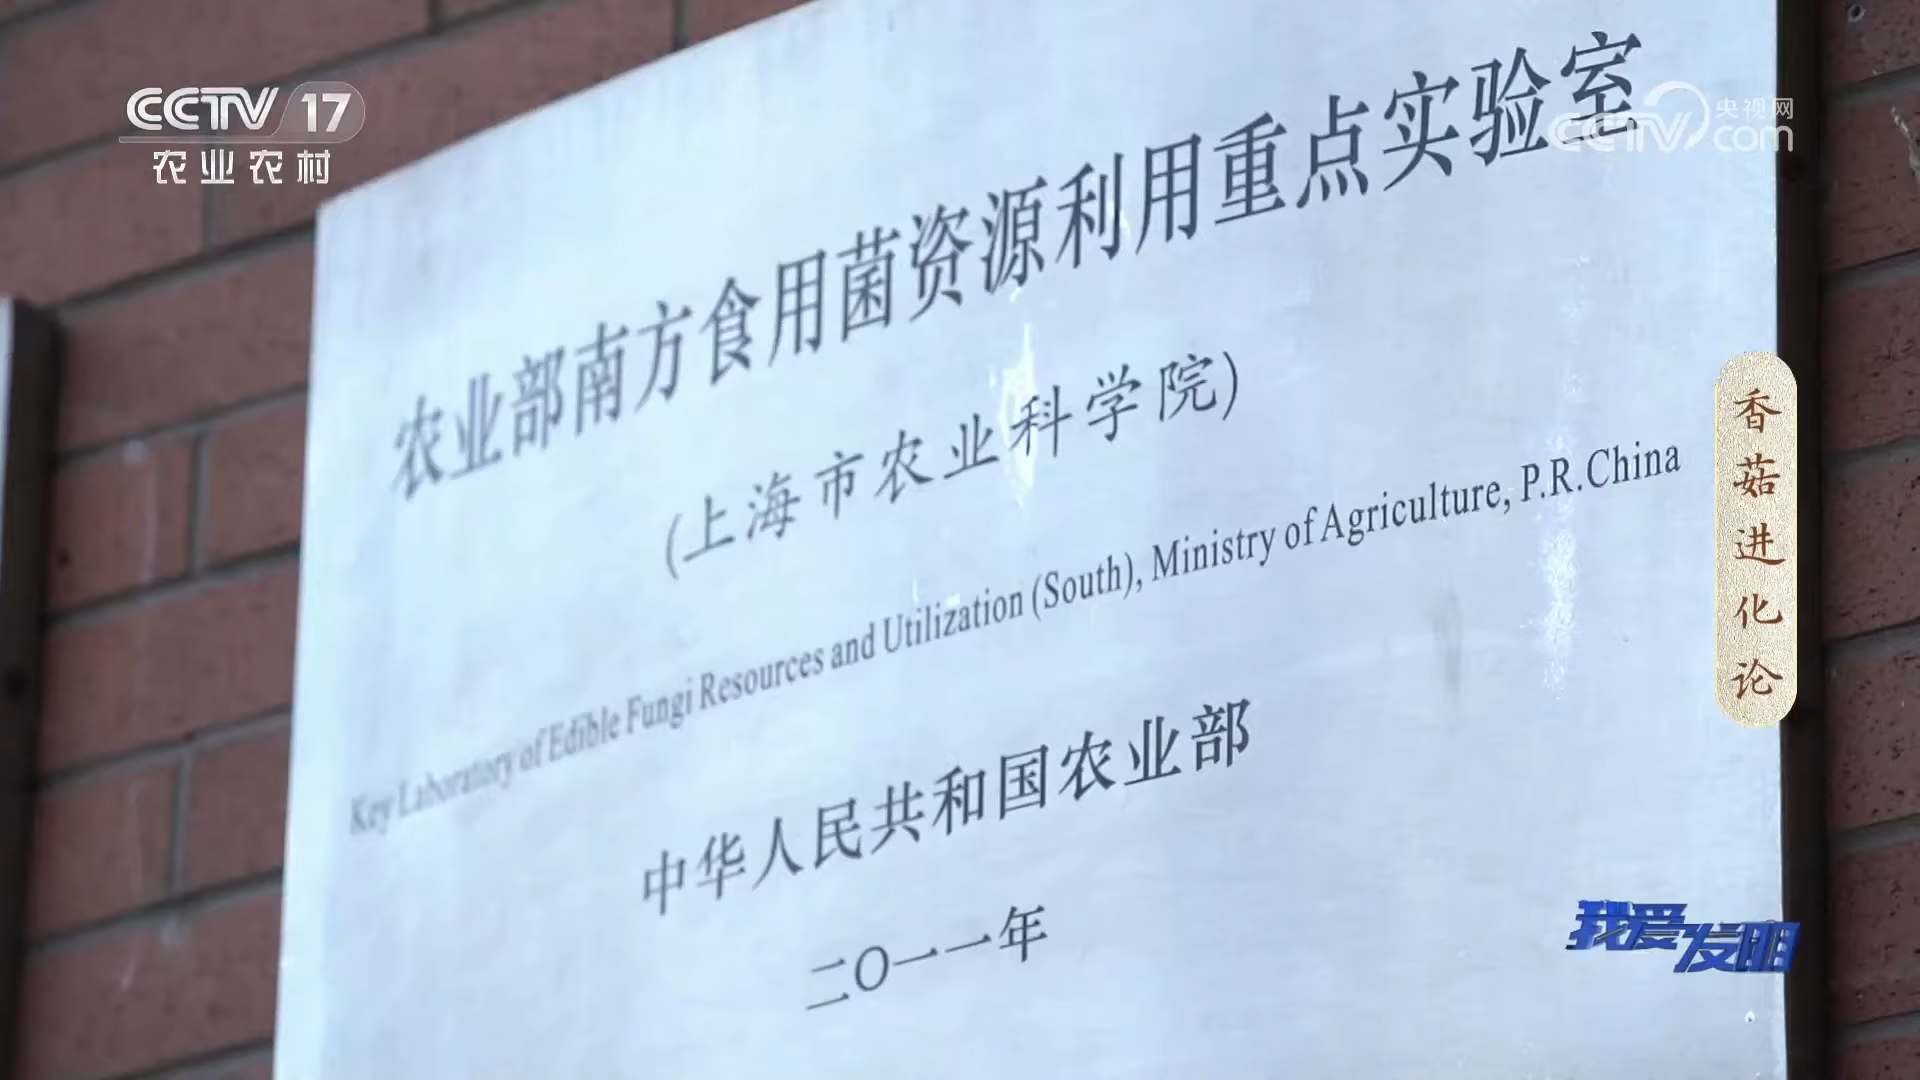 CCTV 17
农业农村
央视网
CCTV.com
农业部南方食用菌资源利用重点实验室
(上海市农业科学院)
Key Laboratory of Edible Fungi Resources and Utilization (South), Ministry of Agriculture, P.R.China
中华人民共和国农业部
二〇一一年
香菇进化论
我爱发明